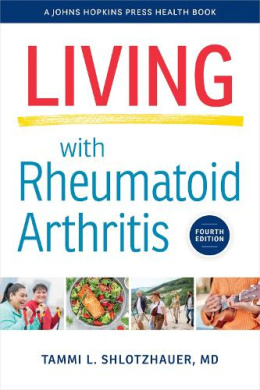 A JOHNS HOPKINS PRESS HEALTH BOOK
LIVING
with
Rheumatoid
Arthritis
FOURTH
EDITION
TAMMI L. SHLOTZHAUER, MD